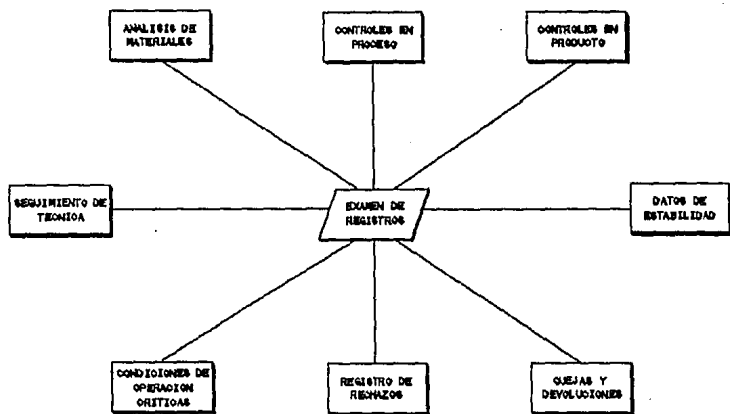 ANALISIS DE
MATERIALES
CONTROLES EN
PROCESO
CONTROLES EN
PRODUCTO
SEGUIMIENTO DE
TECNICA
EXAMEN DE
REGISTROS
DATOS DE
ESTABILIDAD
CONDICIONES DE
OPERACION
CRITICAS
REGISTRO DE
RECHAZOS
QUEJAS Y
DEVOLUCIONES